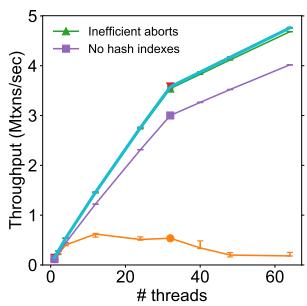 Inefficient aborts
No hash indexes
Throughput (Mtxns/sec)
5
4
3
2
1
0
0 20 40 60
# threads